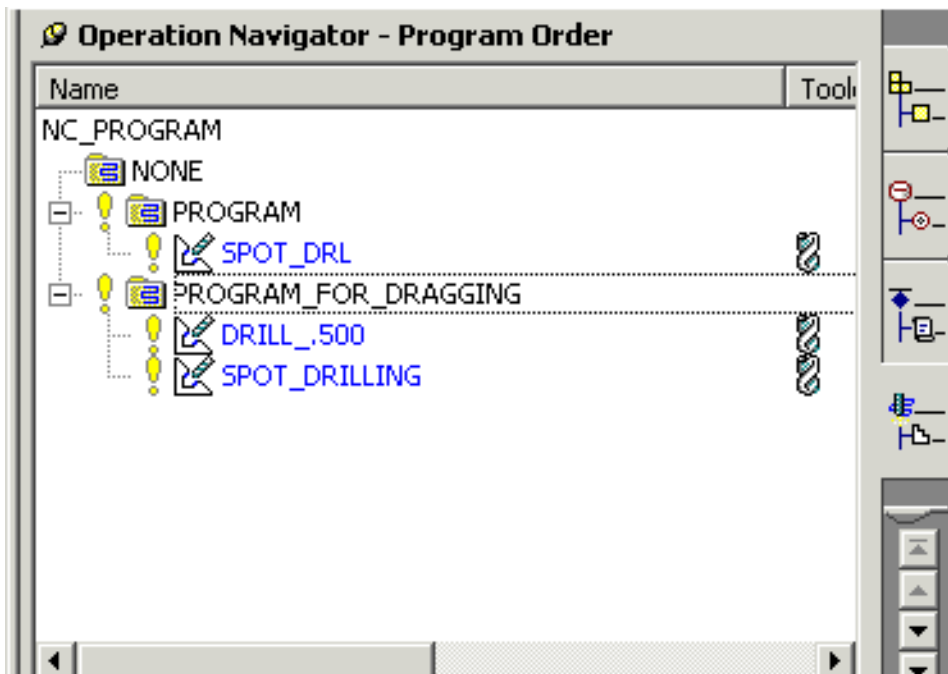 Operation Navigator - Program Order
Name Tool
NC_PROGRAM
NONE
PROGRAM
SPOT_DRL
PROGRAM_FOR_DRAGGING
DRILL_.500
SPOT_DRILLING